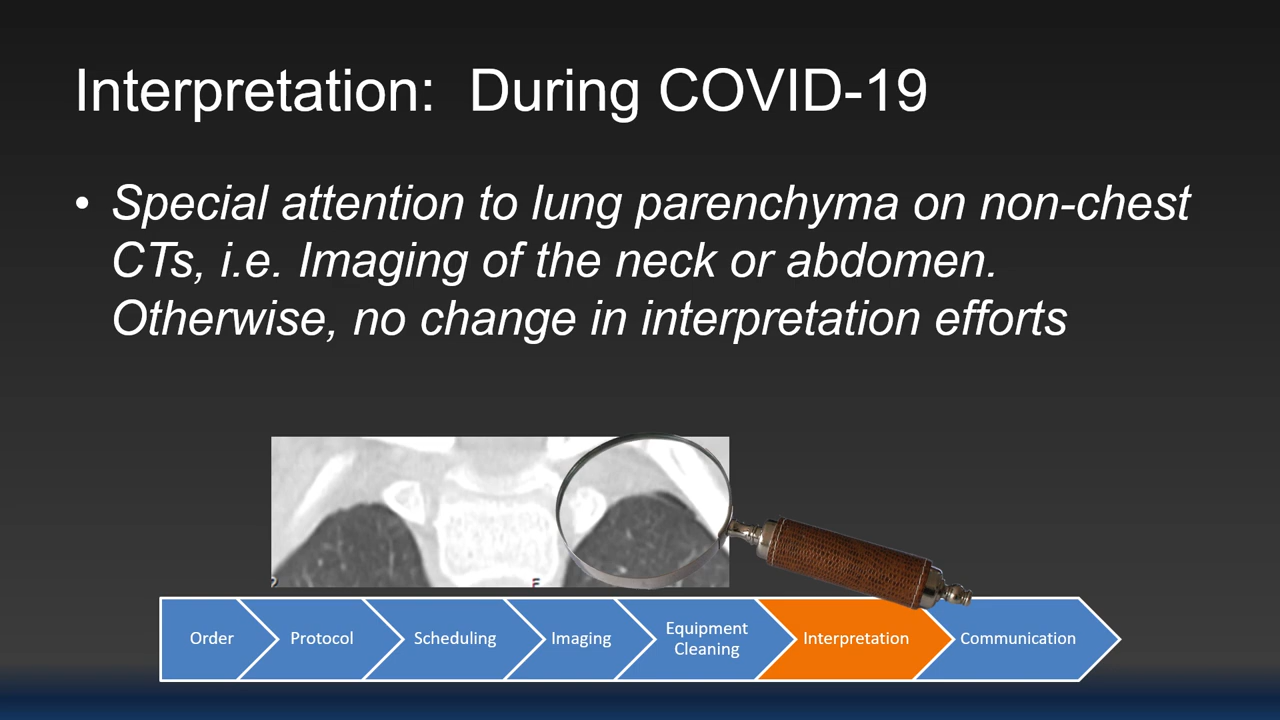 Interpretation:  During COVID-19
• Special attention to lung parenchyma on non-chest
CTs, i.e. Imaging of the neck or abdomen.
Otherwise, no change in interpretation efforts
Order
Protocol
Scheduling
Imaging
Equipment
Cleaning
Interpretation
Communication